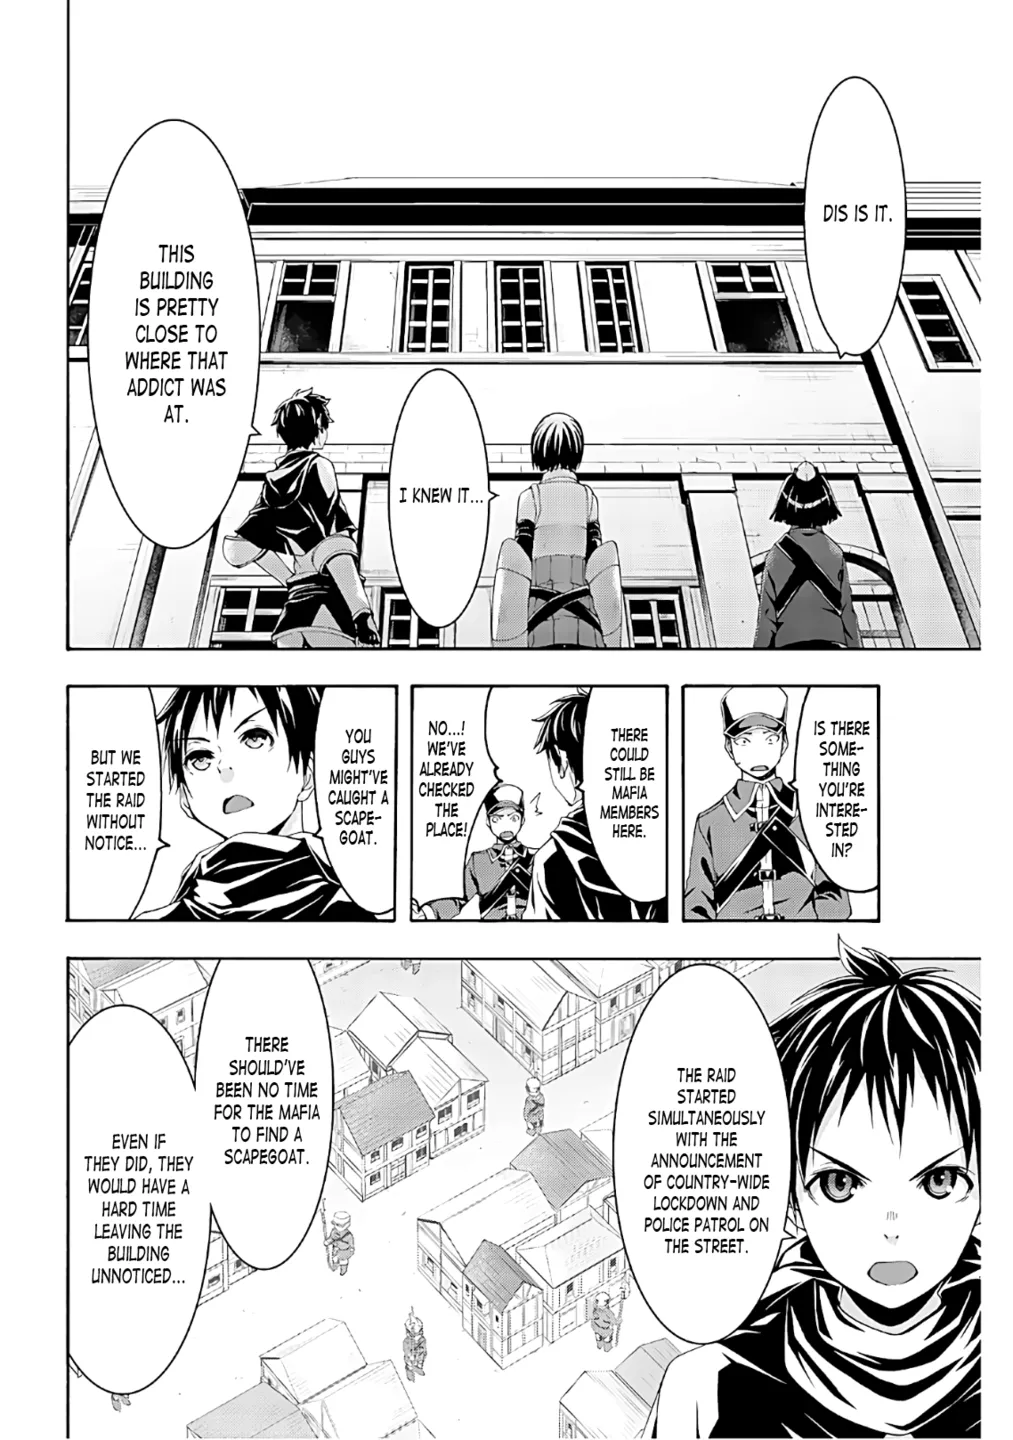 DIS IS IT.
I KNEW IT...
THIS
BUILDING
IS PRETTY
CLOSE TO
WHERE THAT
ADDICT WAS
AT.
IS THERE
SOME-
THING
YOU'RE
INTERE-
STED
IN?
THERE
COULD
STILL BE
MAFIA
MEMBERS
HERE.
NO...!
WE'VE
ALREADY
CHECKED
THE
PLACE!
YOU
GUYS
MIGHT'VE
CAUGHT A
SCAPE-
GOAT.
BUT WE
STARTED
THE RAID
WITHOUT
NOTICE...
THE RAID
STARTED
SIMULTANEOUSLY
WITH THE
ANNOUNCEMENT
OF COUNTRY-WIDE
LOCKDOWN AND
POLICE PATROL ON
THE STREET.
THERE
SHOULD'VE
BEEN NO TIME
FOR THE MAFIA
TO FIND A
SCAPEGOAT.
EVEN IF
THEY DID, THEY
WOULD HAVE A
HARD TIME
LEAVING THE
BUILDING
UNNOTICED...